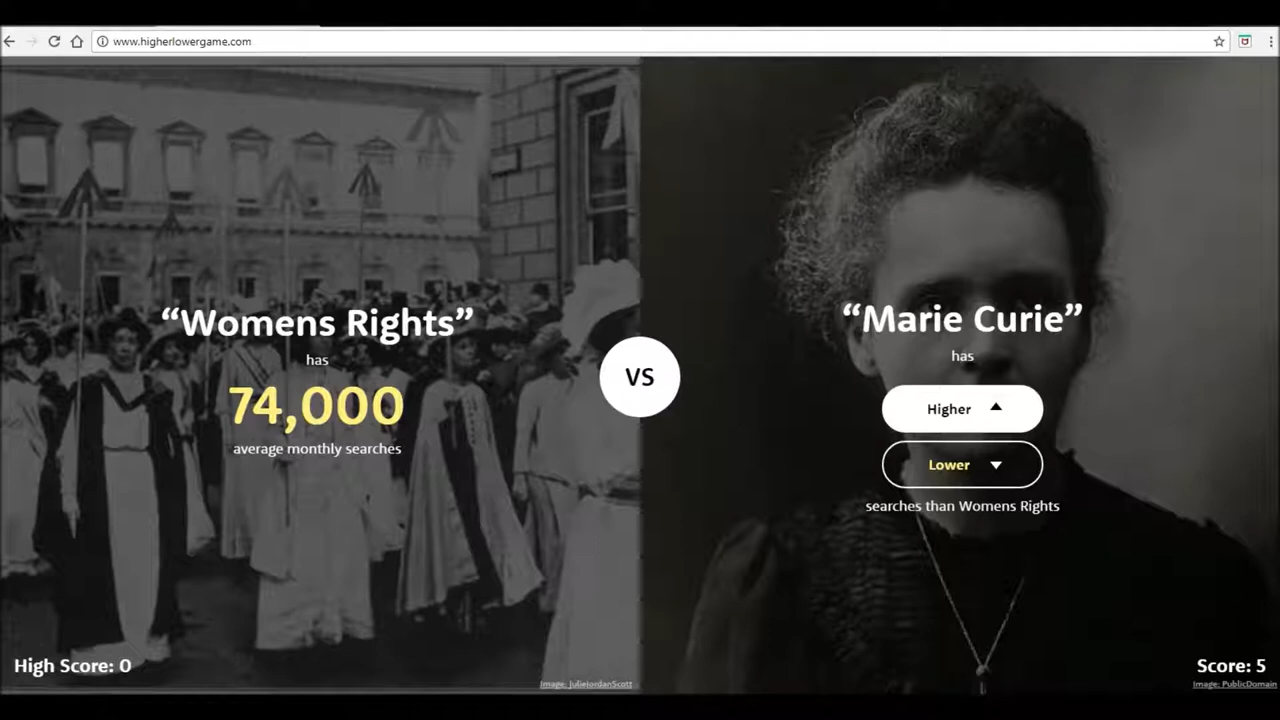 www.higherlowergame.com
“Womens Rights”
has
74,000
average monthly searches
VS
“Marie Curie”
has
Higher
Lower
searches than Womens Rights
High Score: 0
Image: JulieJordanScott
Score: 5
Image: PublicDomain